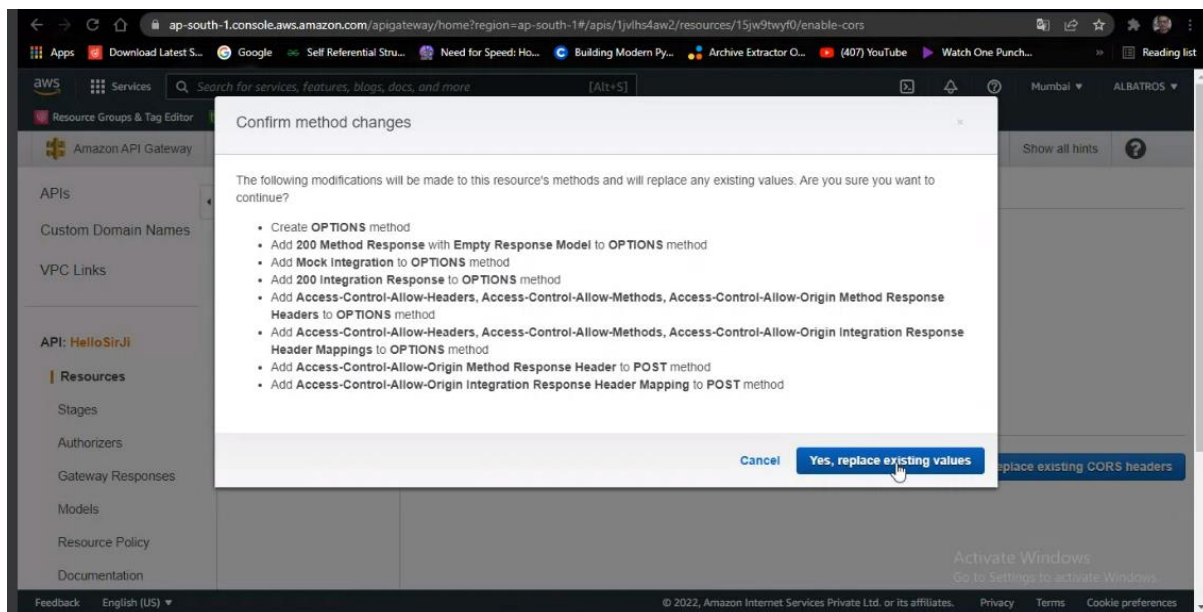 ap-south-1.console.aws.amazon.com/apigateway/home?region=ap-south-1#/apis/1jvlhs4aw2/resources/15jw9twyf0/enable-cors
Apps Download Latest S... Google Self Referential Stru... Need for Speed: Ho... Building Modern Py... Archive Extractor O... (407) YouTube Watch One Punch... » Reading list
aws Services Search for services, features, blogs, docs, and more [Alt+S] Mumbai ALBATROS
Resource Groups & Tag Editor
Amazon API Gateway Show all hints
Confirm method changes
The following modifications will be made to this resource's methods and will replace any existing values. Are you sure you want to
continue?
• Create OPTIONS method
• Add 200 Method Response with Empty Response Model to OPTIONS method
• Add Mock Integration to OPTIONS method
• Add 200 Integration Response to OPTIONS method
• Add Access-Control-Allow-Headers, Access-Control-Allow-Methods, Access-Control-Allow-Origin Method Response
Headers to OPTIONS method
• Add Access-Control-Allow-Headers, Access-Control-Allow-Methods, Access-Control-Allow-Origin Integration Response
Header Mappings to OPTIONS method
• Add Access-Control-Allow-Origin Method Response Header to POST method
• Add Access-Control-Allow-Origin Integration Response Header Mapping to POST method
Cancel Yes, replace existing values
eplace existing CORS headers
APIs
Custom Domain Names
VPC Links
API: HelloSirJi
Resources
Stages
Authorizers
Gateway Responses
Models
Resource Policy
Documentation
Activate Windows
Go to Settings to activate Windows.
Feedback English (US) © 2022, Amazon Internet Services Private Ltd. or its affiliates. Privacy Terms Cookie preferences